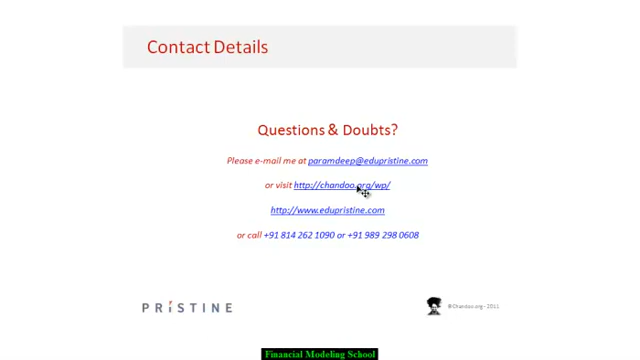 Contact Details
Questions & Doubts?
Please e-mail me at paramdeep@edupristine.com
or visit http://chandoo.org/wp/
http://www.edupristine.com
or call +91 814 262 1090 or +91 989 298 0608
PRiSTINE
© Chandoo.org - 2011
Financial Modeling School